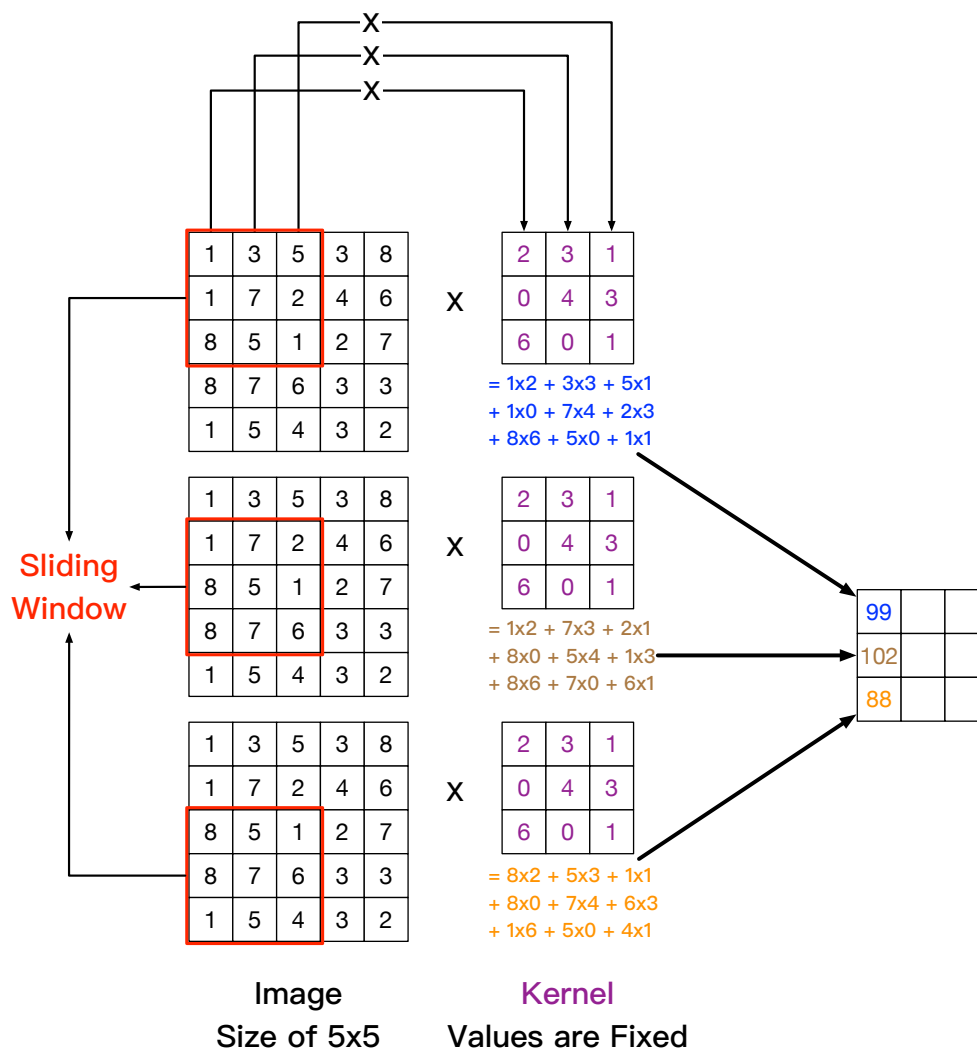 X
X
X
1 3 5 3 8
1 7 2 4 6
8 5 1 2 7
8 7 6 3 3
1 5 4 3 2
X
2 3 1
0 4 3
6 0 1
= 1x2 + 3x3 + 5x1
+ 1x0 + 7x4 + 2x3
+ 8x6 + 5x0 + 1x1
1 3 5 3 8
1 7 2 4 6
8 5 1 2 7
8 7 6 3 3
1 5 4 3 2
X
2 3 1
0 4 3
6 0 1
= 1x2 + 7x3 + 2x1
+ 8x0 + 5x4 + 1x3
+ 8x6 + 7x0 + 6x1
Sliding
Window
99
102
88
1 3 5 3 8
1 7 2 4 6
8 5 1 2 7
8 7 6 3 3
1 5 4 3 2
X
2 3 1
0 4 3
6 0 1
= 8x2 + 5x3 + 1x1
+ 8x0 + 7x4 + 6x3
+ 1x6 + 5x0 + 4x1
Image
Size of 5x5
Kernel
Values are Fixed